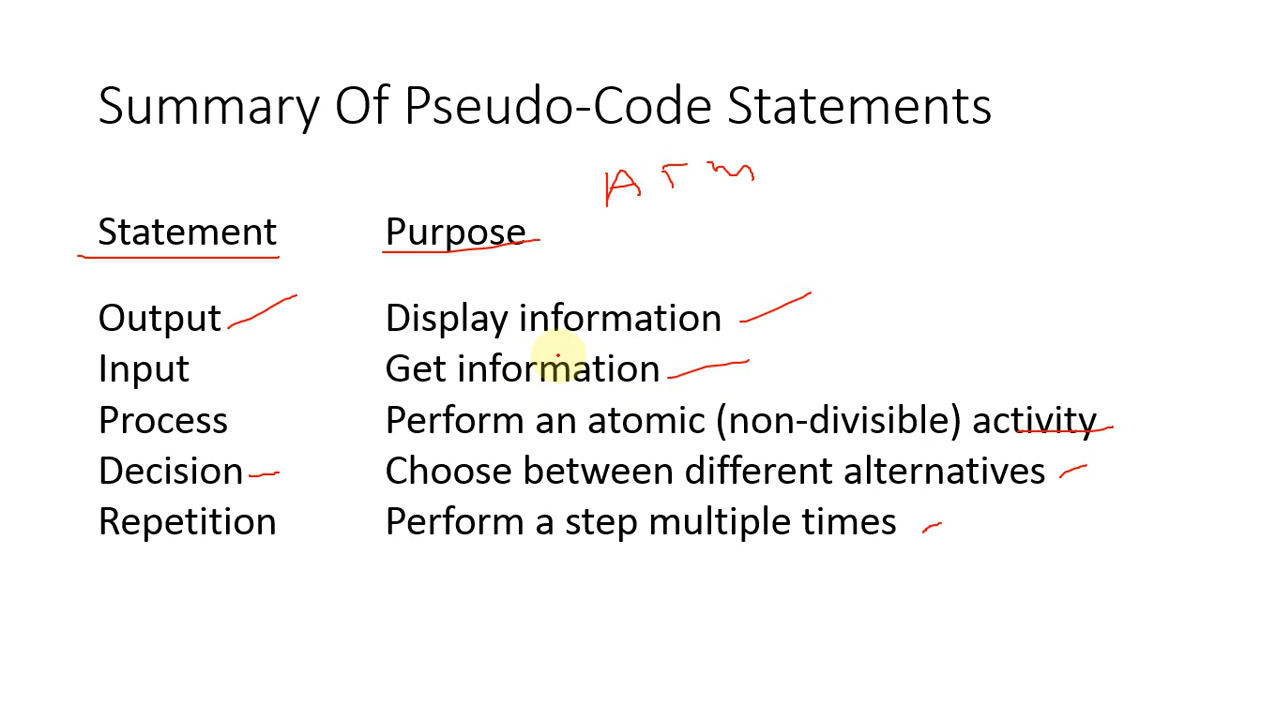 Summary Of Pseudo-Code Statements
ATM
Statement Purpose
Output Display information
Input Get information
Process Perform an atomic (non-divisible) activity
Decision Choose between different alternatives
Repetition Perform a step multiple times